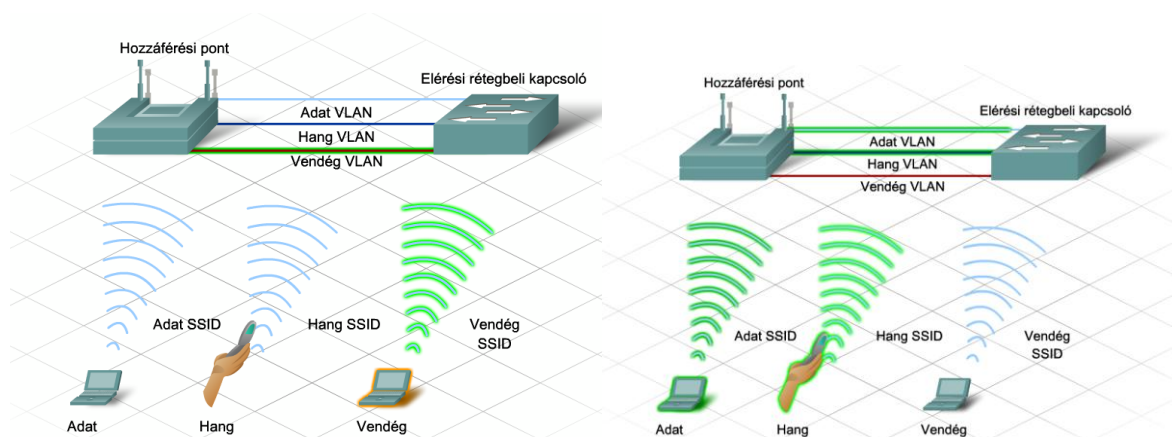 Hozzáférési pont
Elérési rétegbeli kapcsoló
Adat VLAN
Hang VLAN
Vendég VLAN
Adat SSID
Hang SSID
Vendég
SSID
Adat
Hang
Vendég
Hozzáférési pont
Elérési rétegbeli kapcsoló
Adat VLAN
Hang VLAN
Vendég VLAN
Adat SSID
Hang SSID
Vendég
SSID
Adat
Hang
Vendég